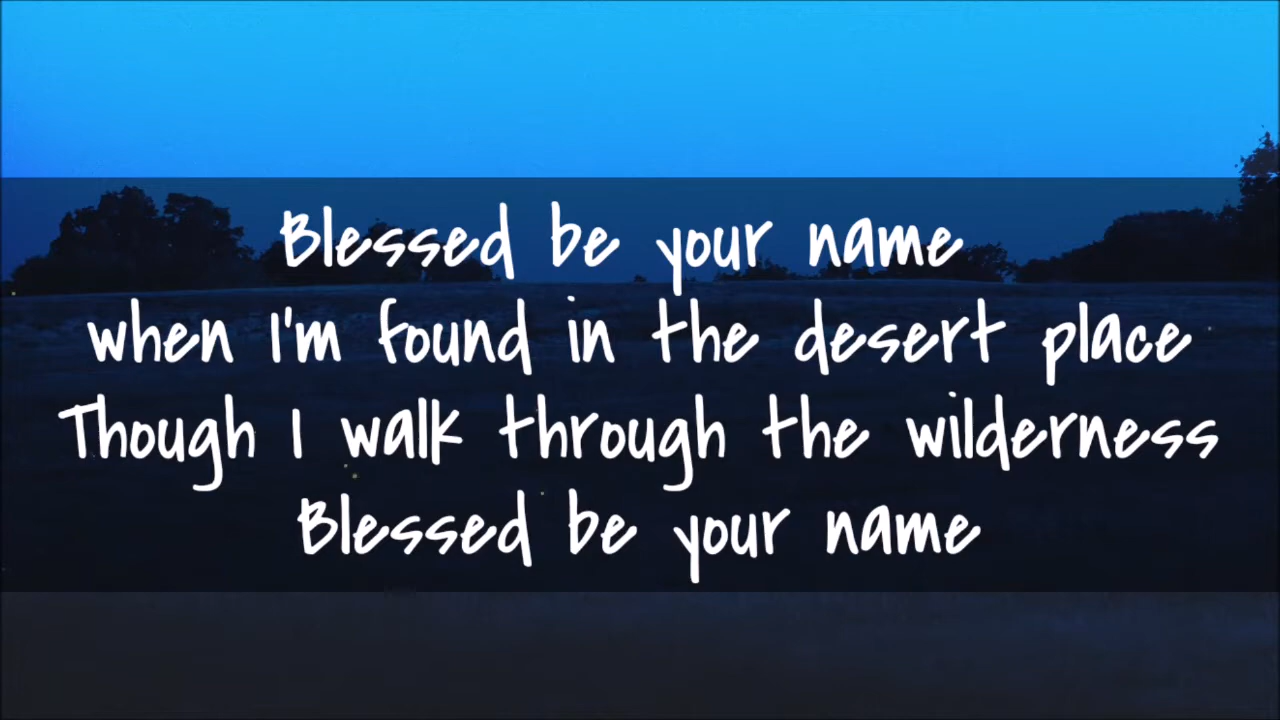 Blessed be your name
when I'm found in the desert place
Though I walk through the wilderness
Blessed be your name